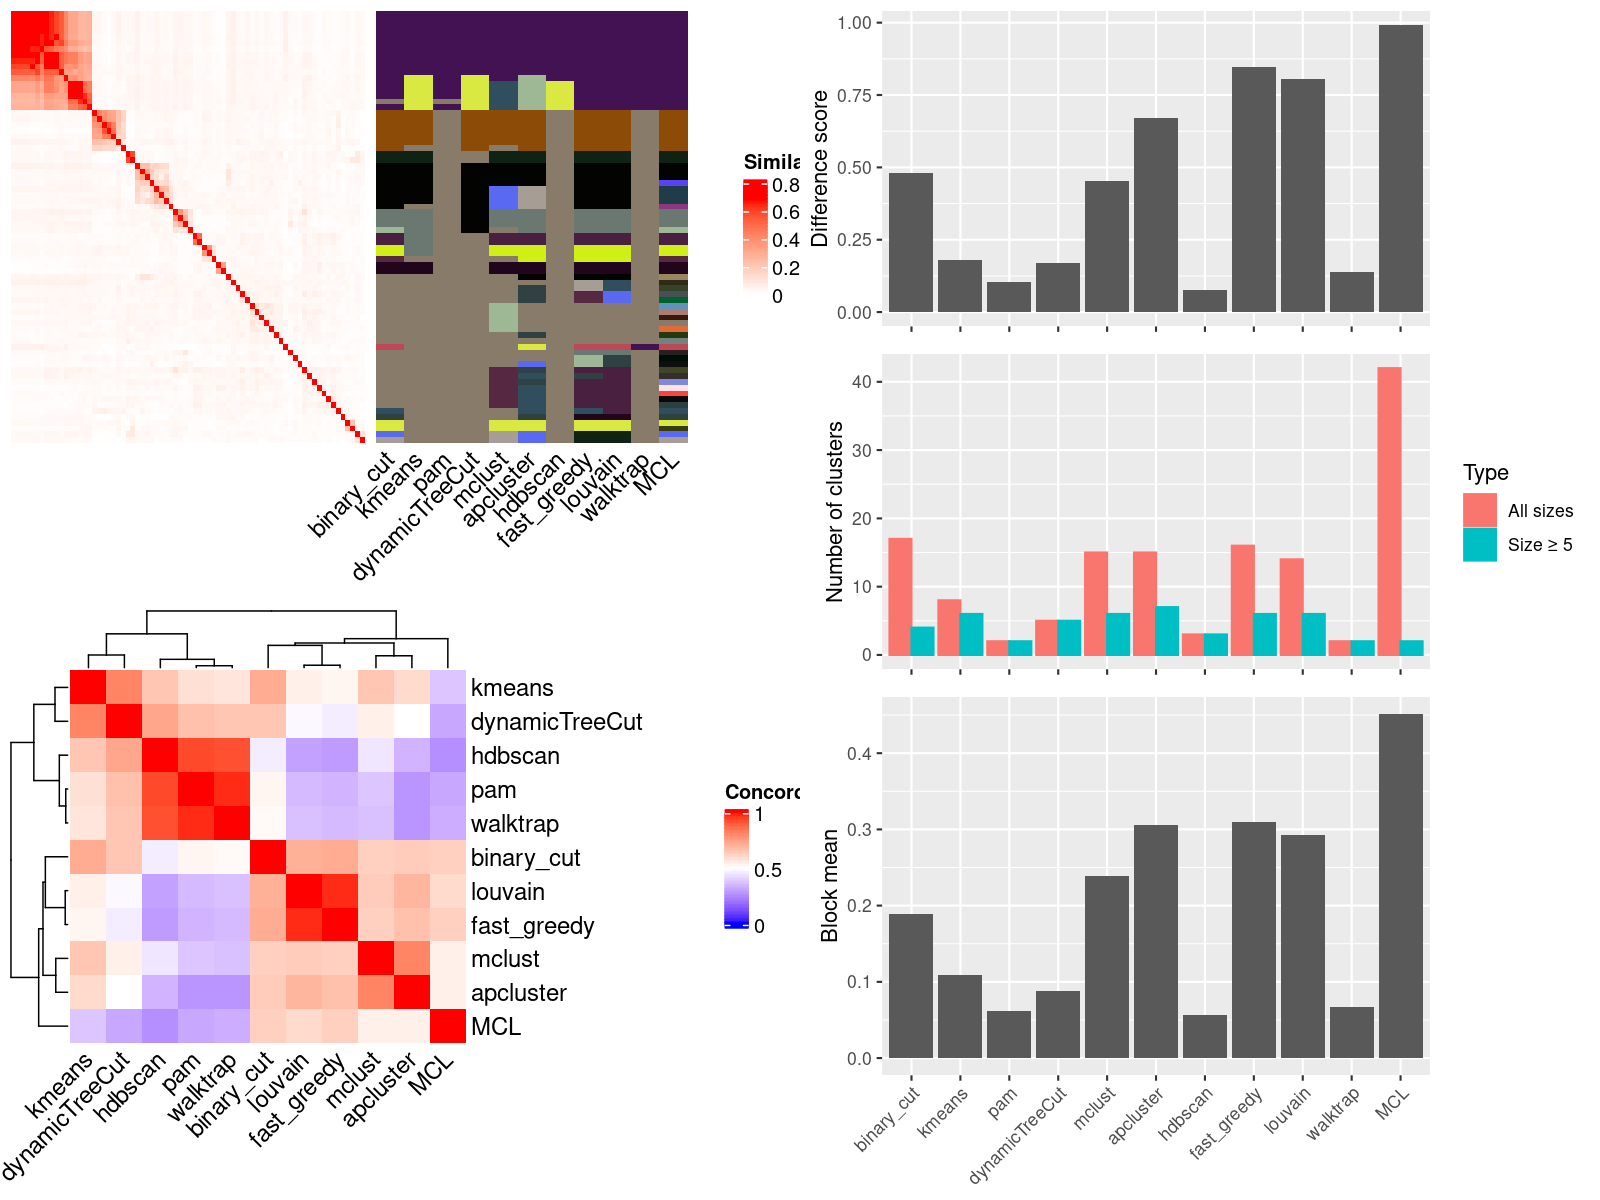 Simila
0.8
0.6
0.4
0.2
0
binary_cut
kmeans
pam
dynamicTreeCut
mclust
apcluster
hdbscan
fast_greedy
louvain
walktrap
MCL
kmeans
dynamicTreeCut
hdbscan
pam
walktrap
binary_cut
louvain
fast_greedy
mclust
apcluster
MCL
kmeans
dynamicTreeCut
hdbscan
pam
walktrap
binary_cut
louvain
fast_greedy
mclust
apcluster
MCL
Concord
1
0.5
0
Difference score
1.00
0.75
0.50
0.25
0.00
Number of clusters
40
30
20
10
0
Type
All sizes
Size ≥ 5
Block mean
0.4
0.3
0.2
0.1
0.0
binary_cut
kmeans
pam
dynamicTreeCut
mclust
apcluster
hdbscan
fast_greedy
louvain
walktrap
MCL